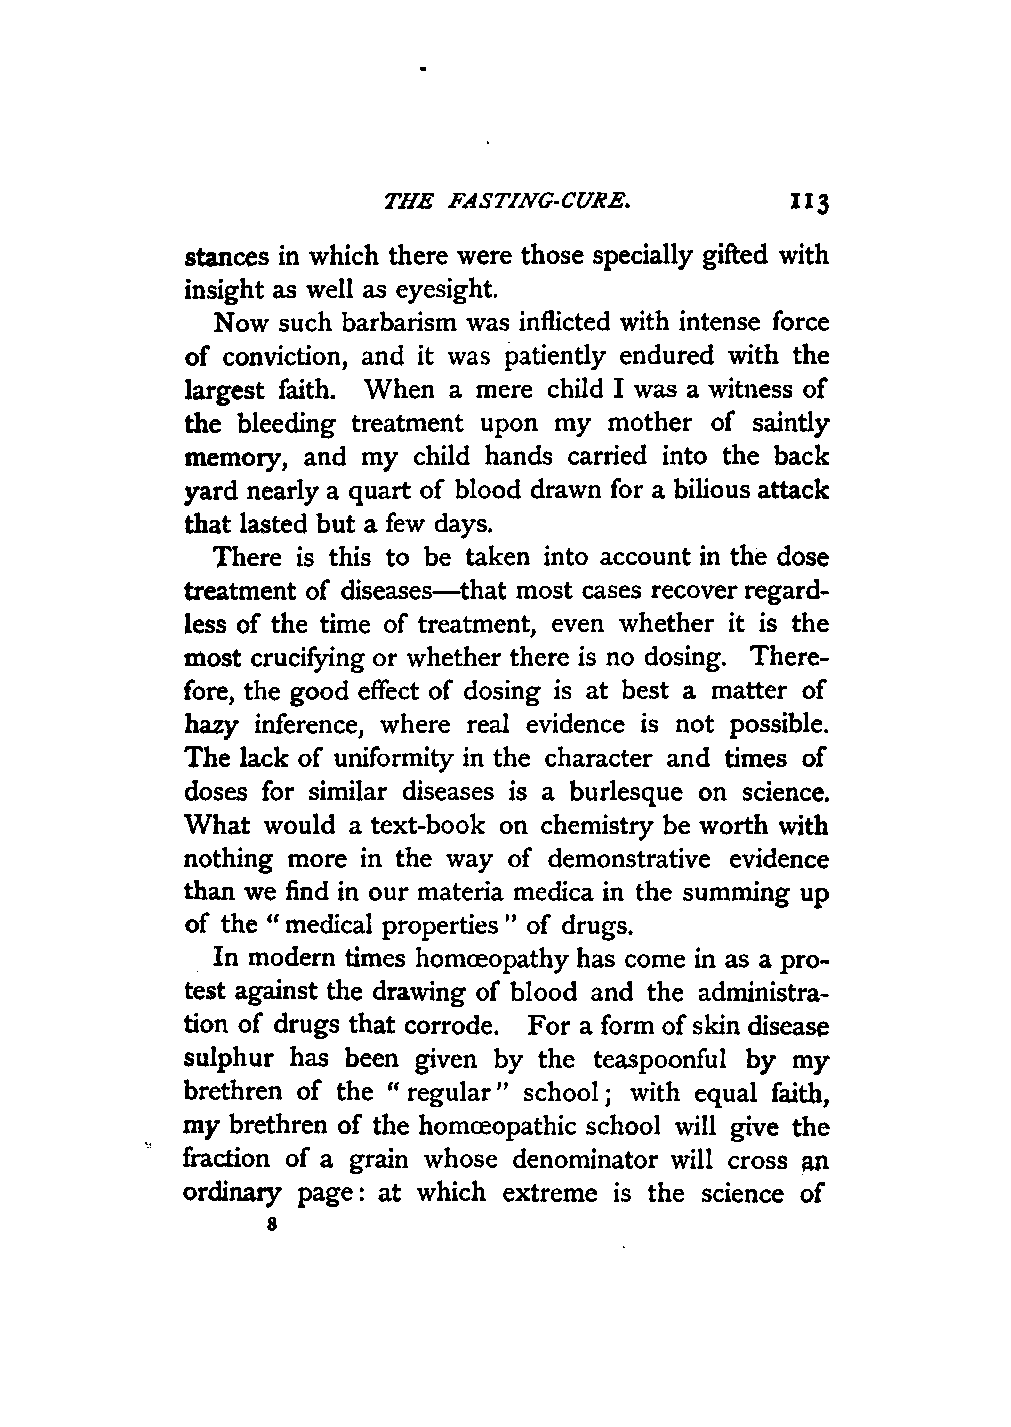 THE FASTING-CURE. 113
stances in which there were those specially gifted with
insight as well as eyesight.
Now such barbarism was inflicted with intense force
of conviction, and it was patiently endured with the
largest faith. When a mere child I was a witness of
the bleeding treatment upon my mother of saintly
memory, and my child hands carried into the back
yard nearly a quart of blood drawn for a bilious attack
that lasted but a few days.
There is this to be taken into account in the dose
treatment of diseases—that most cases recover regard-
less of the time of treatment, even whether it is the
most crucifying or whether there is no dosing. There-
fore, the good effect of dosing is at best a matter of
hazy inference, where real evidence is not possible.
The lack of uniformity in the character and times of
doses for similar diseases is a burlesque on science.
What would a text-book on chemistry be worth with
nothing more in the way of demonstrative evidence
than we find in our materia medica in the summing up
of the " medical properties " of drugs.
In modern times homœopathy has come in as a pro-
test against the drawing of blood and the administra-
tion of drugs that corrode. For a form of skin disease
sulphur has been given by the teaspoonful by my
brethren of the " regular " school ; with equal faith,
my brethren of the homœopathic school will give the
fraction of a grain whose denominator will cross an
ordinary page : at which extreme is the science of
8